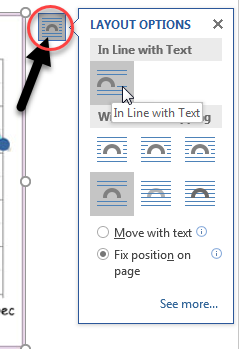 LAYOUT OPTIONS
In Line with Text
In Line with Text
Move with text
Fix position on
page
See more...